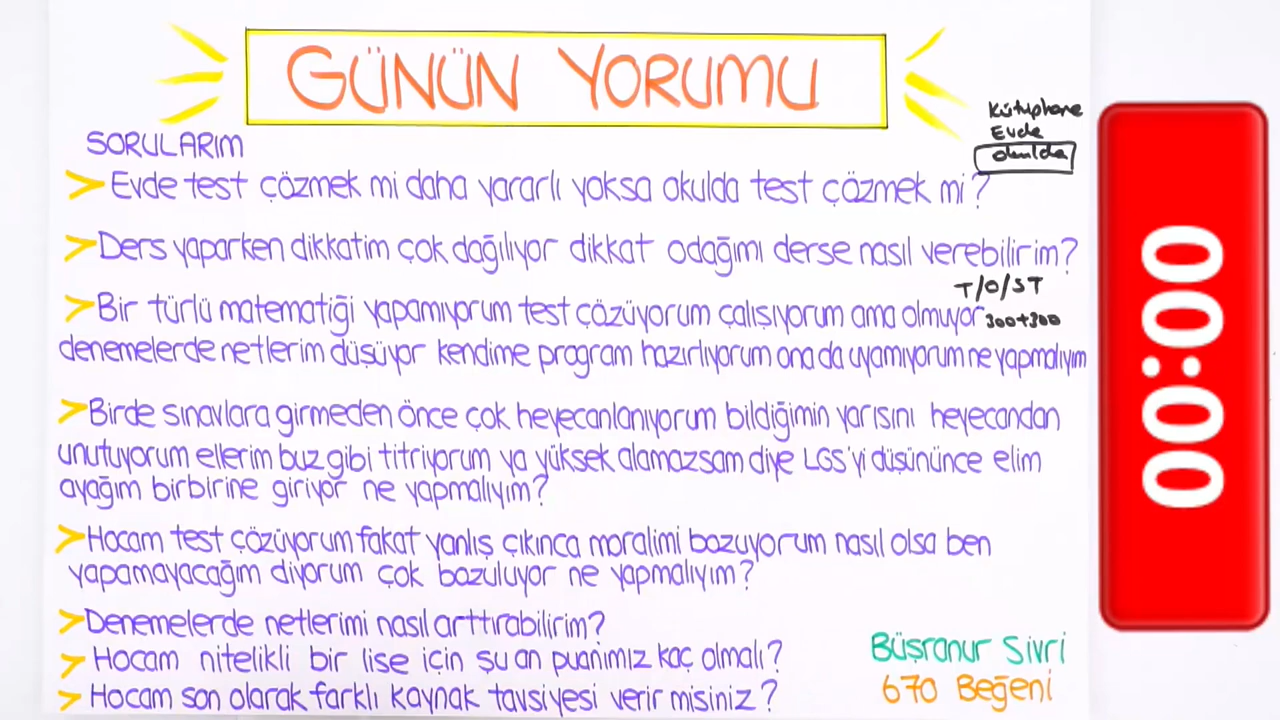 GÜNÜN YORUMU
Kütüphane
Evde
okulda
SORULARIM
> Evde test çözmek mi daha yararlı yoksa okulda test çözmek mi?
> Ders yaparken dikkatim çok dağılıyor dikkat odağımı derse nasıl verebilirim?
T/O/ST
> Bir türlü matematiği yapamıyorum test çözüyorum çalışıyorum ama olmuyor 300+300
denemelerde netlerim düşüyor kendime program hazırlıyorum ona da uyamıyorum ne yapmalıyım
> Birde sınavlara girmeden önce çok heyecanlanıyorum bildiğimin yarısını heyecandan
unutuyorum ellerim buz gibi titriyorum ya yüksek alamazsam diye LGS'yi düşününce elim
ayağım birbirine giriyor ne yapmalıyım?
> Hocam test çözüyorum fakat yanlış çıkınca moralimi bozuyorum nasıl olsa ben
yapamayacağım diyorum çok bozuluyor ne yapmalıyım?
> Denemelerde netlerimi nasıl arttırabilirim?
> Hocam nitelikli bir lise için şu an puanımız kaç olmalı?
> Hocam son olarak farklı kaynak tavsiyesi verir misiniz?
Büşranur Sivri
670 Beğeni
00:00